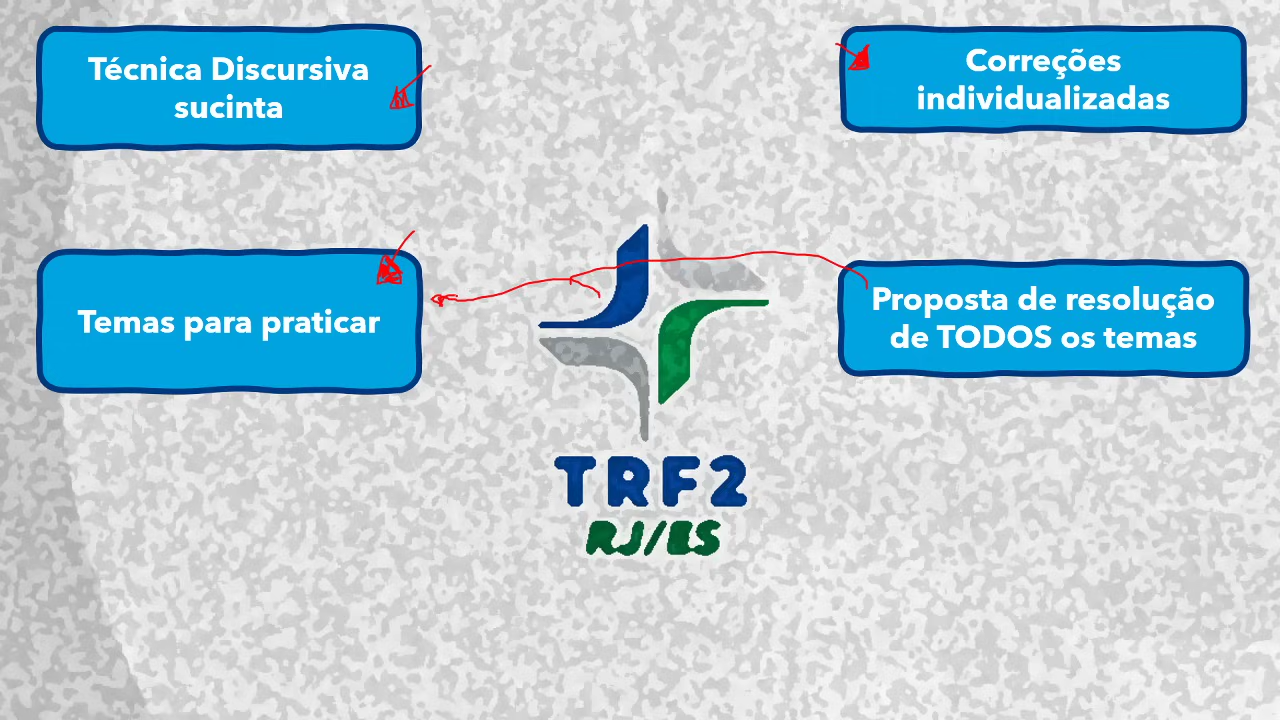 Técnica Discursiva
sucinta
Correções
individualizadas
Temas para praticar
Proposta de resolução
de TODOS os temas
TRF2
RJ/ES